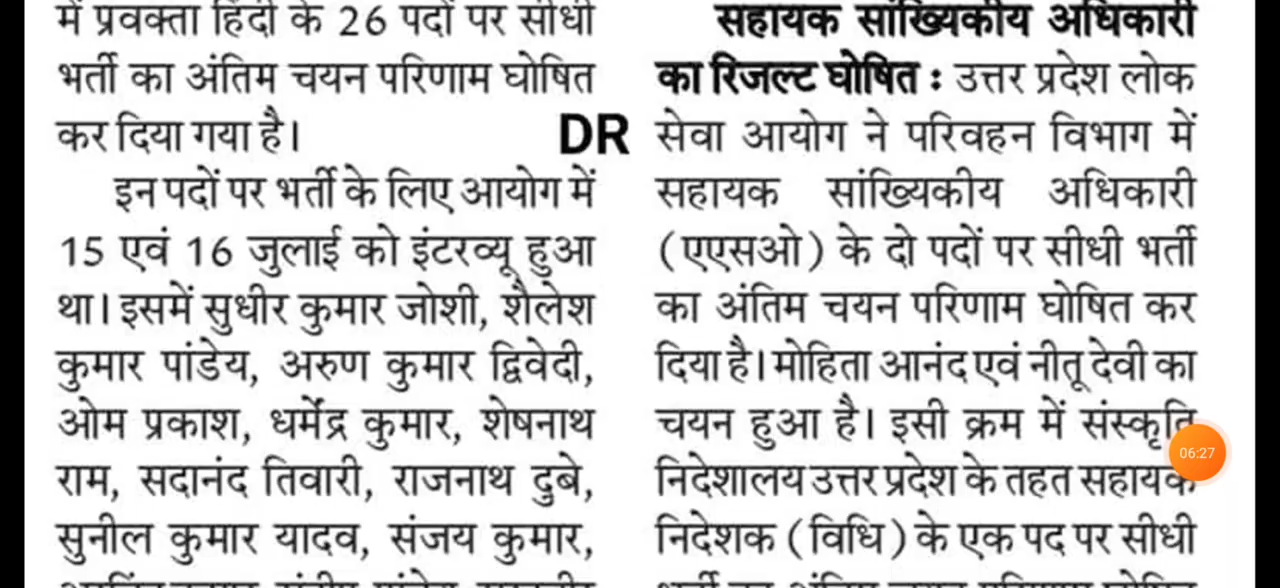 में प्रवक्ता हिंदी के 26 पदों पर सीधी
भर्ती का अंतिम चयन परिणाम घोषित
कर दिया गया है।
इन पदों पर भर्ती के लिए आयोग में
15 एवं 16 जुलाई को इंटरव्यू हुआ
था। इसमें सुधीर कुमार जोशी, शैलेश
कुमार पांडेय, अरुण कुमार द्विवेदी,
ओम प्रकाश, धर्मेंद्र कुमार, शेषनाथ
राम, सदानंद तिवारी, राजनाथ दुबे,
सुनील कुमार यादव, संजय कुमार,
DR
सहायक सांख्यिकीय अधिकारी
का रिजल्ट घोषित : उत्तर प्रदेश लोक
सेवा आयोग ने परिवहन विभाग में
सहायक सांख्यिकीय अधिकारी
(एएसओ) के दो पदों पर सीधी भर्ती
का अंतिम चयन परिणाम घोषित कर
दिया है। मोहिता आनंद एवं नीतू देवी का
चयन हुआ है। इसी क्रम में संस्कृति
निदेशालय उत्तर प्रदेश के तहत सहायक
निदेशक (विधि) के एक पद पर सीधी
06:27